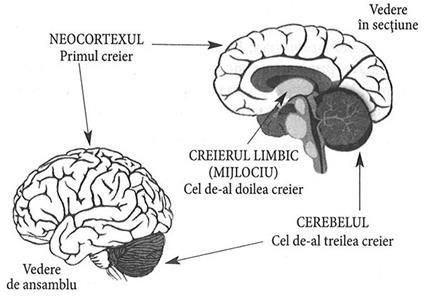 Vedere
în secțiune
NEOCORTEXUL
Primul creier
CREIERUL LIMBIC
(MIJLOCIU)
Cel de-al doilea creier
CEREBELUL
Cel de-al treilea creier
Vedere
de ansamblu